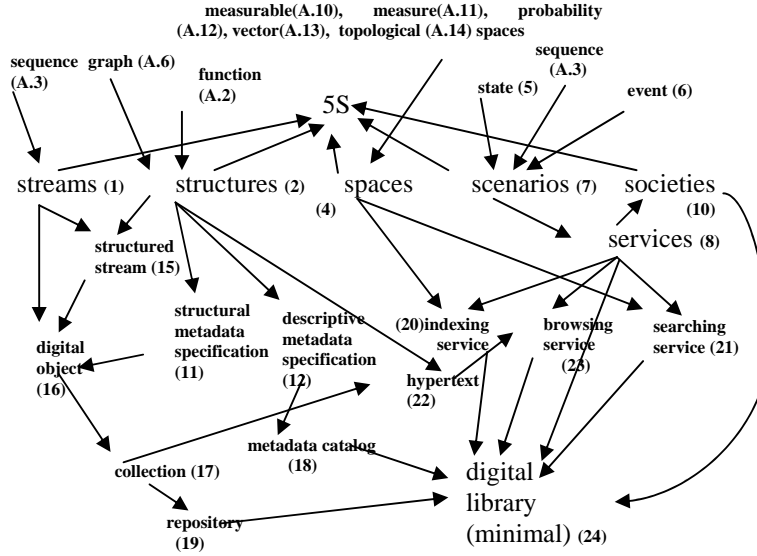 measurable(A.10), measure(A.11), probability
(A.12), vector(A.13), topological (A.14) spaces
sequence
(A.3)
graph (A.6)
function
(A.2)
5S
state (5)
sequence
(A.3)
event (6)
streams (1)
structures (2)
spaces
(4)
scenarios (7)
societies
(10)
services (8)
structured
stream (15)
structural
metadata
specification
(11)
descriptive
metadata
specification
(12)
(20)indexing
service
browsing
service
(23)
searching
service (21)
digital
object
(16)
hypertext
(22)
collection (17)
metadata catalog
(18)
repository
(19)
digital
library
(minimal) (24)